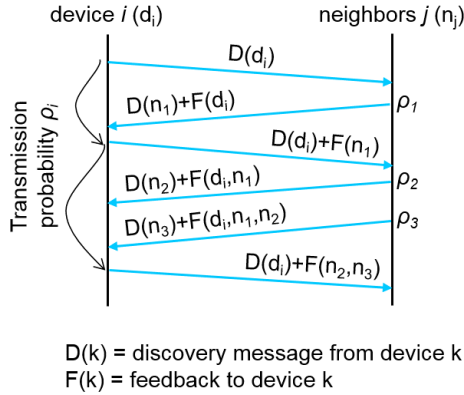 device i (dᵢ)
neighbors j (nⱼ)
D(dᵢ)
D(n₁)+F(dᵢ)
ρ₁
D(dᵢ)+F(n₁)
Transmission
probability ρᵢ
D(n₂)+F(dᵢ,n₁)
ρ₂
D(n₃)+F(dᵢ,n₁,n₂)
ρ₃
D(dᵢ)+F(n₂,n₃)
D(k) = discovery message from device k
F(k) = feedback to device k